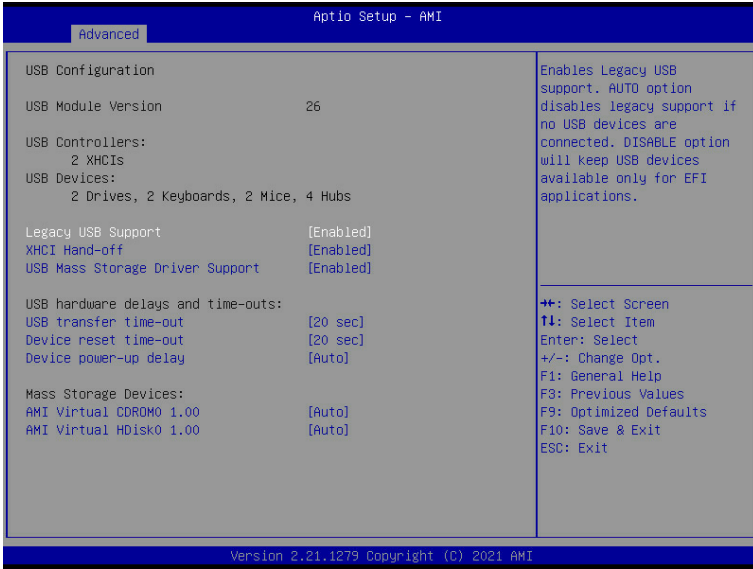 Aptio Setup – AMI
Advanced
USB Configuration
USB Module Version 26
USB Controllers:
2 XHCIs
USB Devices:
2 Drives, 2 Keyboards, 2 Mice, 4 Hubs
Legacy USB Support [Enabled]
XHCI Hand-off [Enabled]
USB Mass Storage Driver Support [Enabled]
USB hardware delays and time-outs:
USB transfer time-out [20 sec]
Device reset time-out [20 sec]
Device power-up delay [Auto]
Mass Storage Devices:
AMI Virtual CDROM0 1.00 [Auto]
AMI Virtual HDisk0 1.00 [Auto]
Enables Legacy USB
support. AUTO option
disables legacy support if
no USB devices are
connected. DISABLE option
will keep USB devices
available only for EFI
applications.
→←: Select Screen
↑↓: Select Item
Enter: Select
+/-: Change Opt.
F1: General Help
F3: Previous Values
F9: Optimized Defaults
F10: Save & Exit
ESC: Exit
Version 2.21.1279 Copyright (C) 2021 AMI